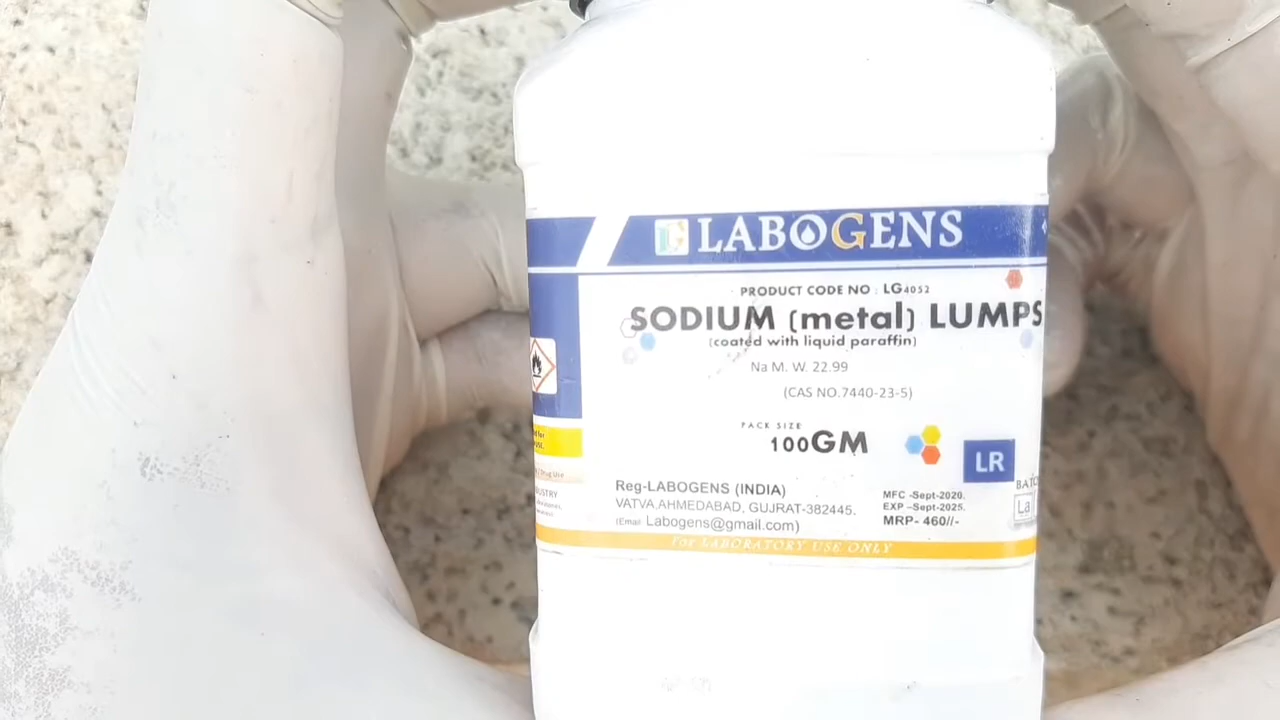 LABOGENS
PRODUCT CODE NO : LG4052
SODIUM (metal) LUMPS
(coated with liquid paraffin)
Na M. W. 22.99
(CAS NO.7440-23-5)
PACK SIZE
100GM
LR
Reg-LABOGENS (INDIA)
VATVA.AHMEDABAD, GUJRAT-382445.
(Email Labogens@gmail.com)
MFC -Sept-2020.
EXP -Sept-2025.
MRP- 460//-
La
For LABORATORY USE ONLY